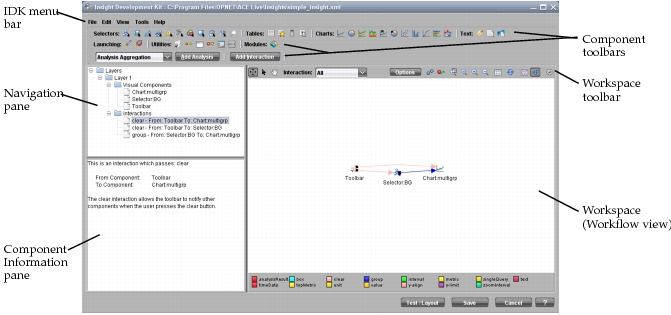 Insight Development Kit - C:\Program Files\OPNET\ACE Live\Insight\simple_Insight.xml
IDK menu bar
File Edit View Tools Help
Selectors: Tables: Charts: Text:
Launching: Utilities: Modules:
Component toolbars
Analysis Aggregation Add Analysis Add Interaction
Navigation pane
Layers
Layer 1
Visual Components
Chart:multigrp
Selector:BG
Toolbar
Interactions
clear - From: Toolbar To: Chart:multigrp
clear - From: Toolbar To: Selector:BG
group - From: Selector:BG To: Chart:multigrp
Interaction: All Options
Workspace toolbar
This is an interaction which passes: clear
From Component: Toolbar
To Component: Chart:multigrp
The clear interaction allows the toolbar to notify other
components when the user presses the clear button.
Component Information pane
Toolbar
Selector:BG
Chart:multigrp
Workspace (Workflow view)
analysisResult box clear group interval metric singleQuery text
timeData topMetric unit value y-align y-limit zoomInterval
Test / Layout Save Cancel ?